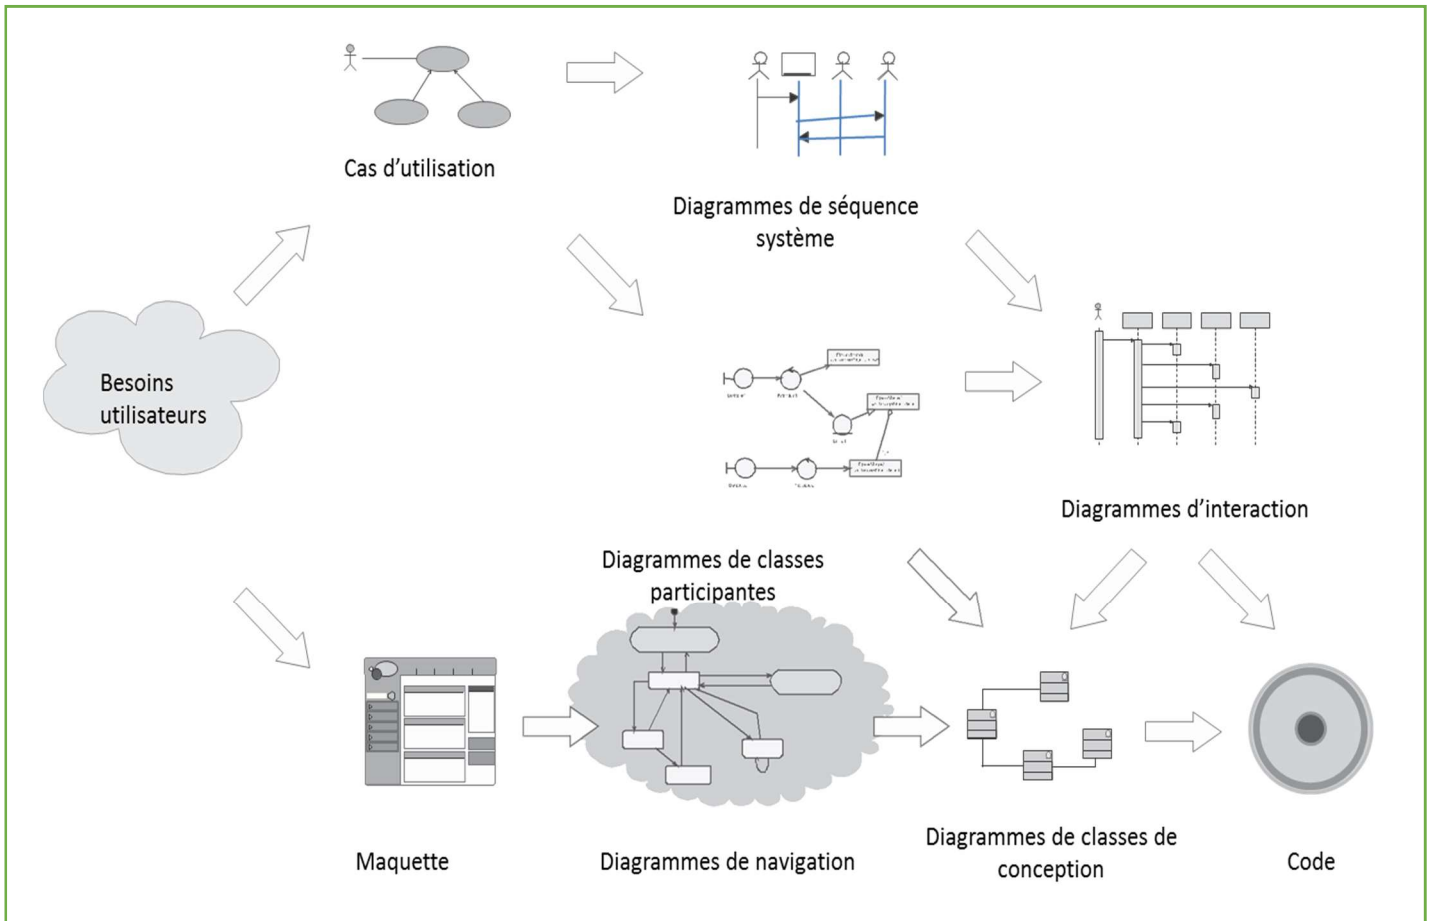 Cas d’utilisation
Diagrammes de séquence
système
Besoins
utilisateurs
Diagrammes d’interaction
Diagrammes de classes
participantes
Maquette
Diagrammes de navigation
Diagrammes de classes de
conception
Code